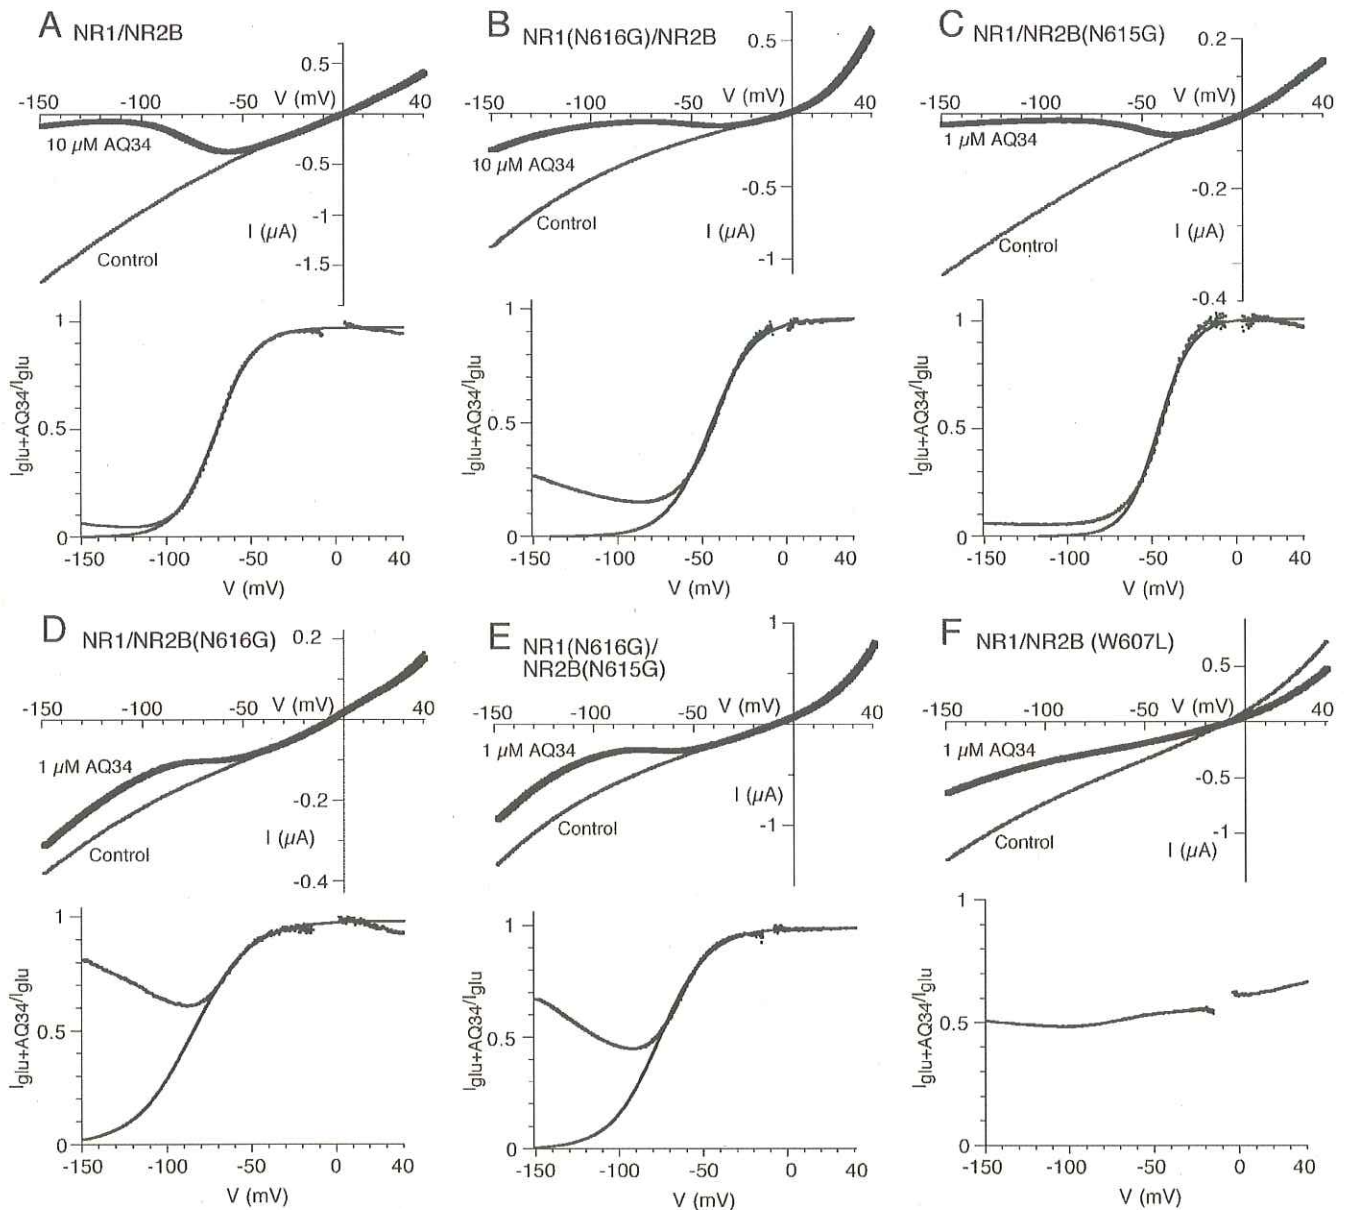 A NR1/NR2B
0.5
-150 -100 -50 V (mV) 40
10 µM AQ34
-0.5
-1
I (µA)
Control
-1.5
1
0.5
0
IgIu+AQ34/Iglu
-150 -100 -50 0 40
V (mV)
B NR1(N616G)/NR2B
0.5
-150 -100 -50 V (mV) 40
10 µM AQ34
-0.5
Control
I (µA)
-1
1
0.5
0
Iglu+AQ34/Iglu
-150 -100 -50 0 40
V (mV)
C NR1/NR2B(N615G)
0.2
-150 -100 -50 V (mV) 40
1 µM AQ34
-0.2
Control
I (µA)
-0.4
1
0.5
0
Iglu+AQ34/Iglu
-150 -100 -50 0 40
V (mV)
D NR1/NR2B(N616G)
0.2
-150 -100 -50 V (mV) 40
1 µM AQ34
-0.2
I (µA)
Control
-0.4
1
0.5
0
Iglu+AQ34/Iglu
-150 -100 -50 0 40
V (mV)
E NR1(N616G)/
NR2B(N615G)
1
-150 -100 -50 V (mV) 40
1 µM AQ34
I (µA)
Control
-1
1
0.5
0
Iglu+AQ34/Iglu
-150 -100 -50 0 40
V (mV)
F NR1/NR2B (W607L)
0.5
-150 -100 -50 V (mV) 40
1 µM AQ34
-0.5
-1
Control
I (µA)
1
0.5
0
Iglu+AQ34/Iglu
-150 -100 -50 0 40
V (mV)